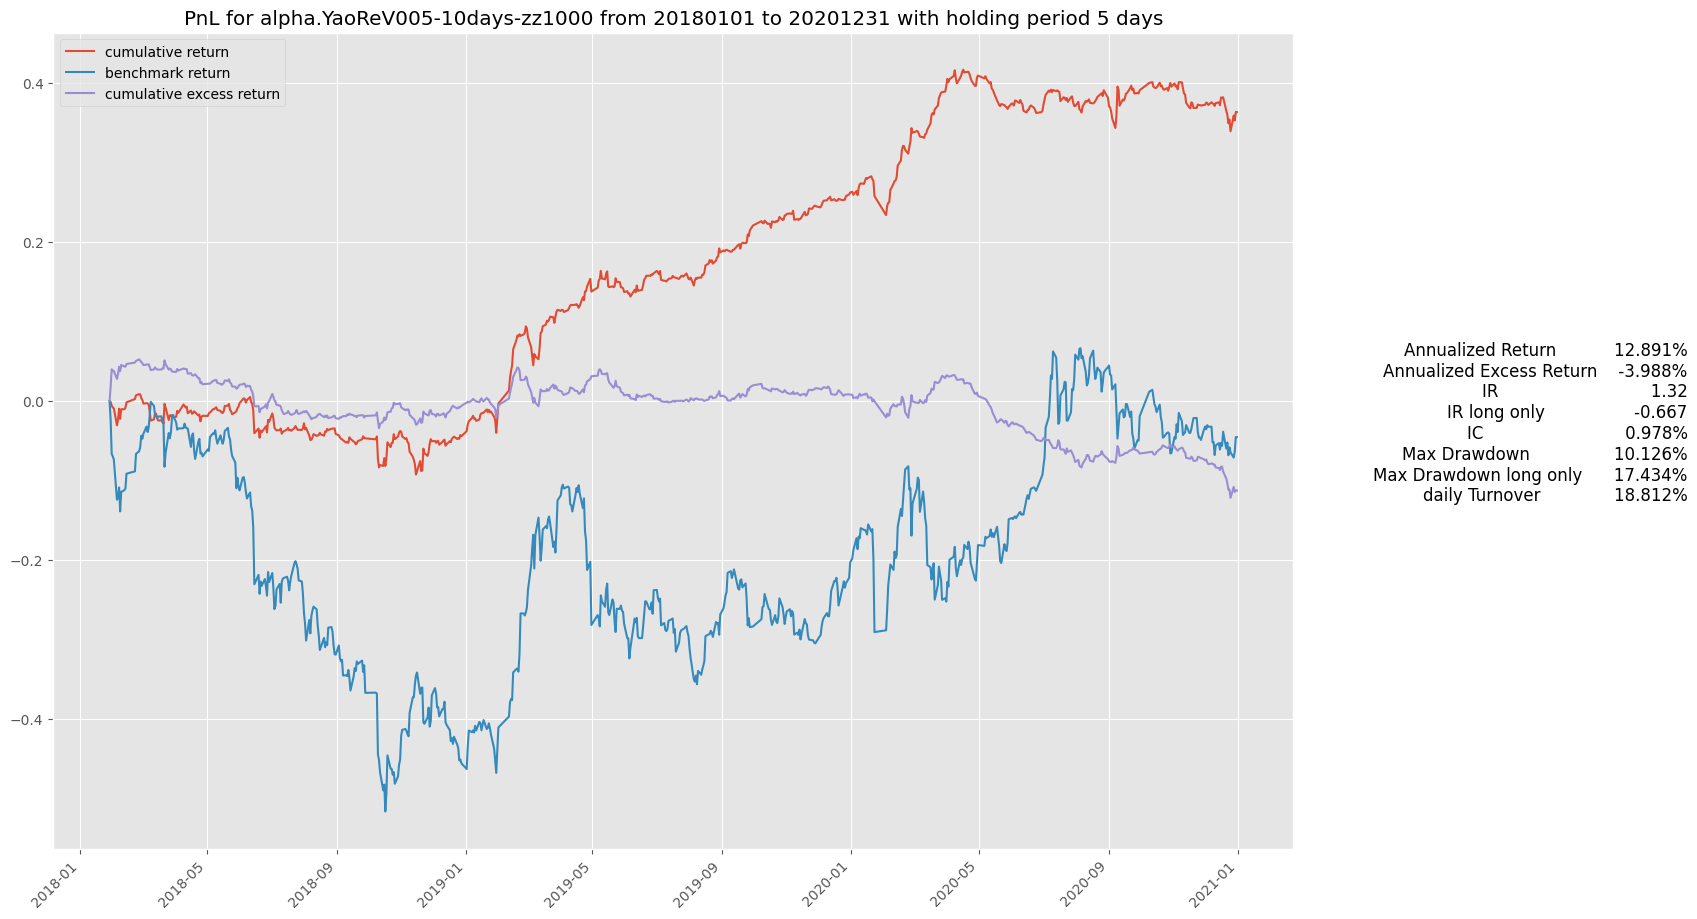 PnL for alpha.YaoReV005-10days-zz1000 from 20180101 to 20201231 with holding period 5 days
cumulative return
benchmark return
cumulative excess return
0.4
0.2
0.0
−0.2
−0.4
2018-01
2018-05
2018-09
2019-01
2019-05
2019-09
2020-01
2020-05
2020-09
2021-01
Annualized Return 12.891%
Annualized Excess Return -3.988%
IR 1.32
IR long only -0.667
IC 0.978%
Max Drawdown 10.126%
Max Drawdown long only 17.434%
daily Turnover 18.812%